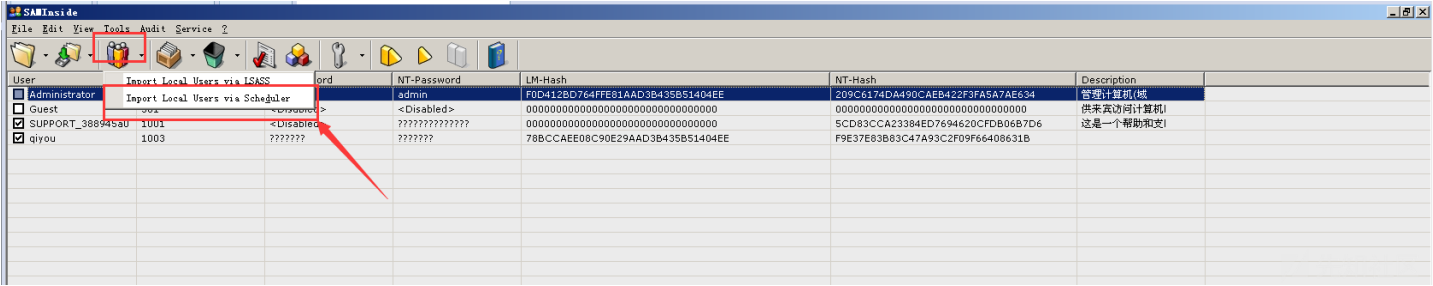 SAMInside
File Edit View Tools Audit Service ?
User NT-Password LM-Hash NT-Hash Description
Import Local Users via LSASS
Import Local Users via Scheduler
Administrator admin F0D412BD764FFE81AAD3B435B51404EE 209C6174DA490CAEB422F3FA5A7AE634 管理计算机(域
Guest <Disabled> 00000000000000000000000000000000 00000000000000000000000000000000 供来宾访问计算机
SUPPORT_388945a0 1001 <Disabled> ????????????? 00000000000000000000000000000000 5CD83CCA23384ED7694620CFDB06B7D6 这是一个帮助和支
qiyou 1003 ??????? ??????? 78BCCAEE08C90E29AAD3B435B51404EE F9E37E83B83C47A93C2F09F66408631B